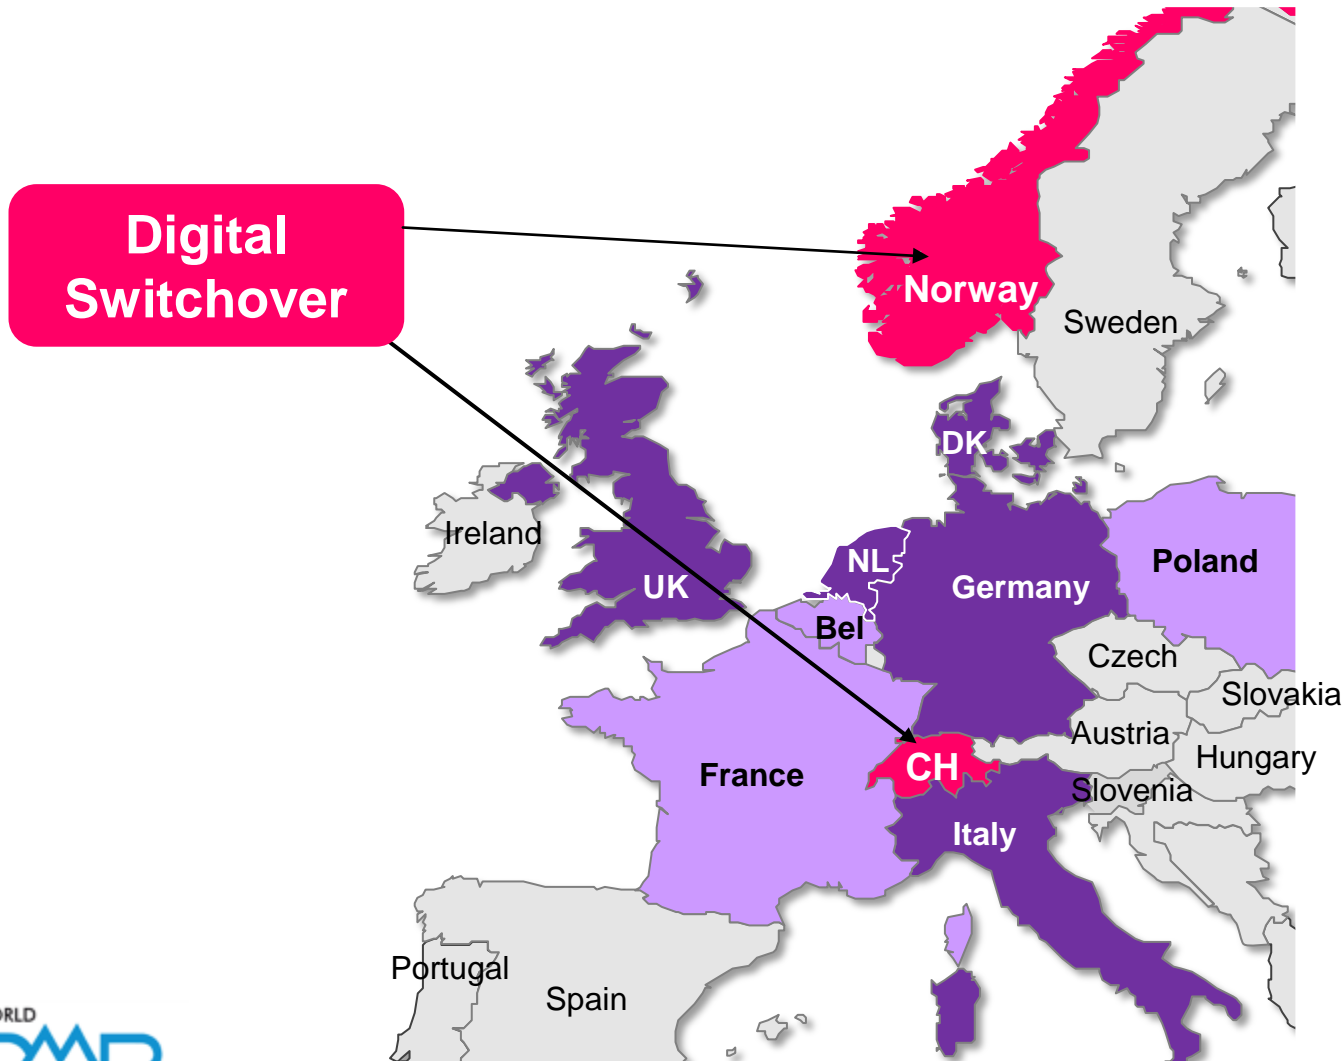 Digital
Switchover
Norway
Sweden
DK
Ireland
UK
NL
Germany
Poland
Bel
Czech
Slovakia
Austria
Hungary
France
CH
Slovenia
Italy
Portugal
Spain